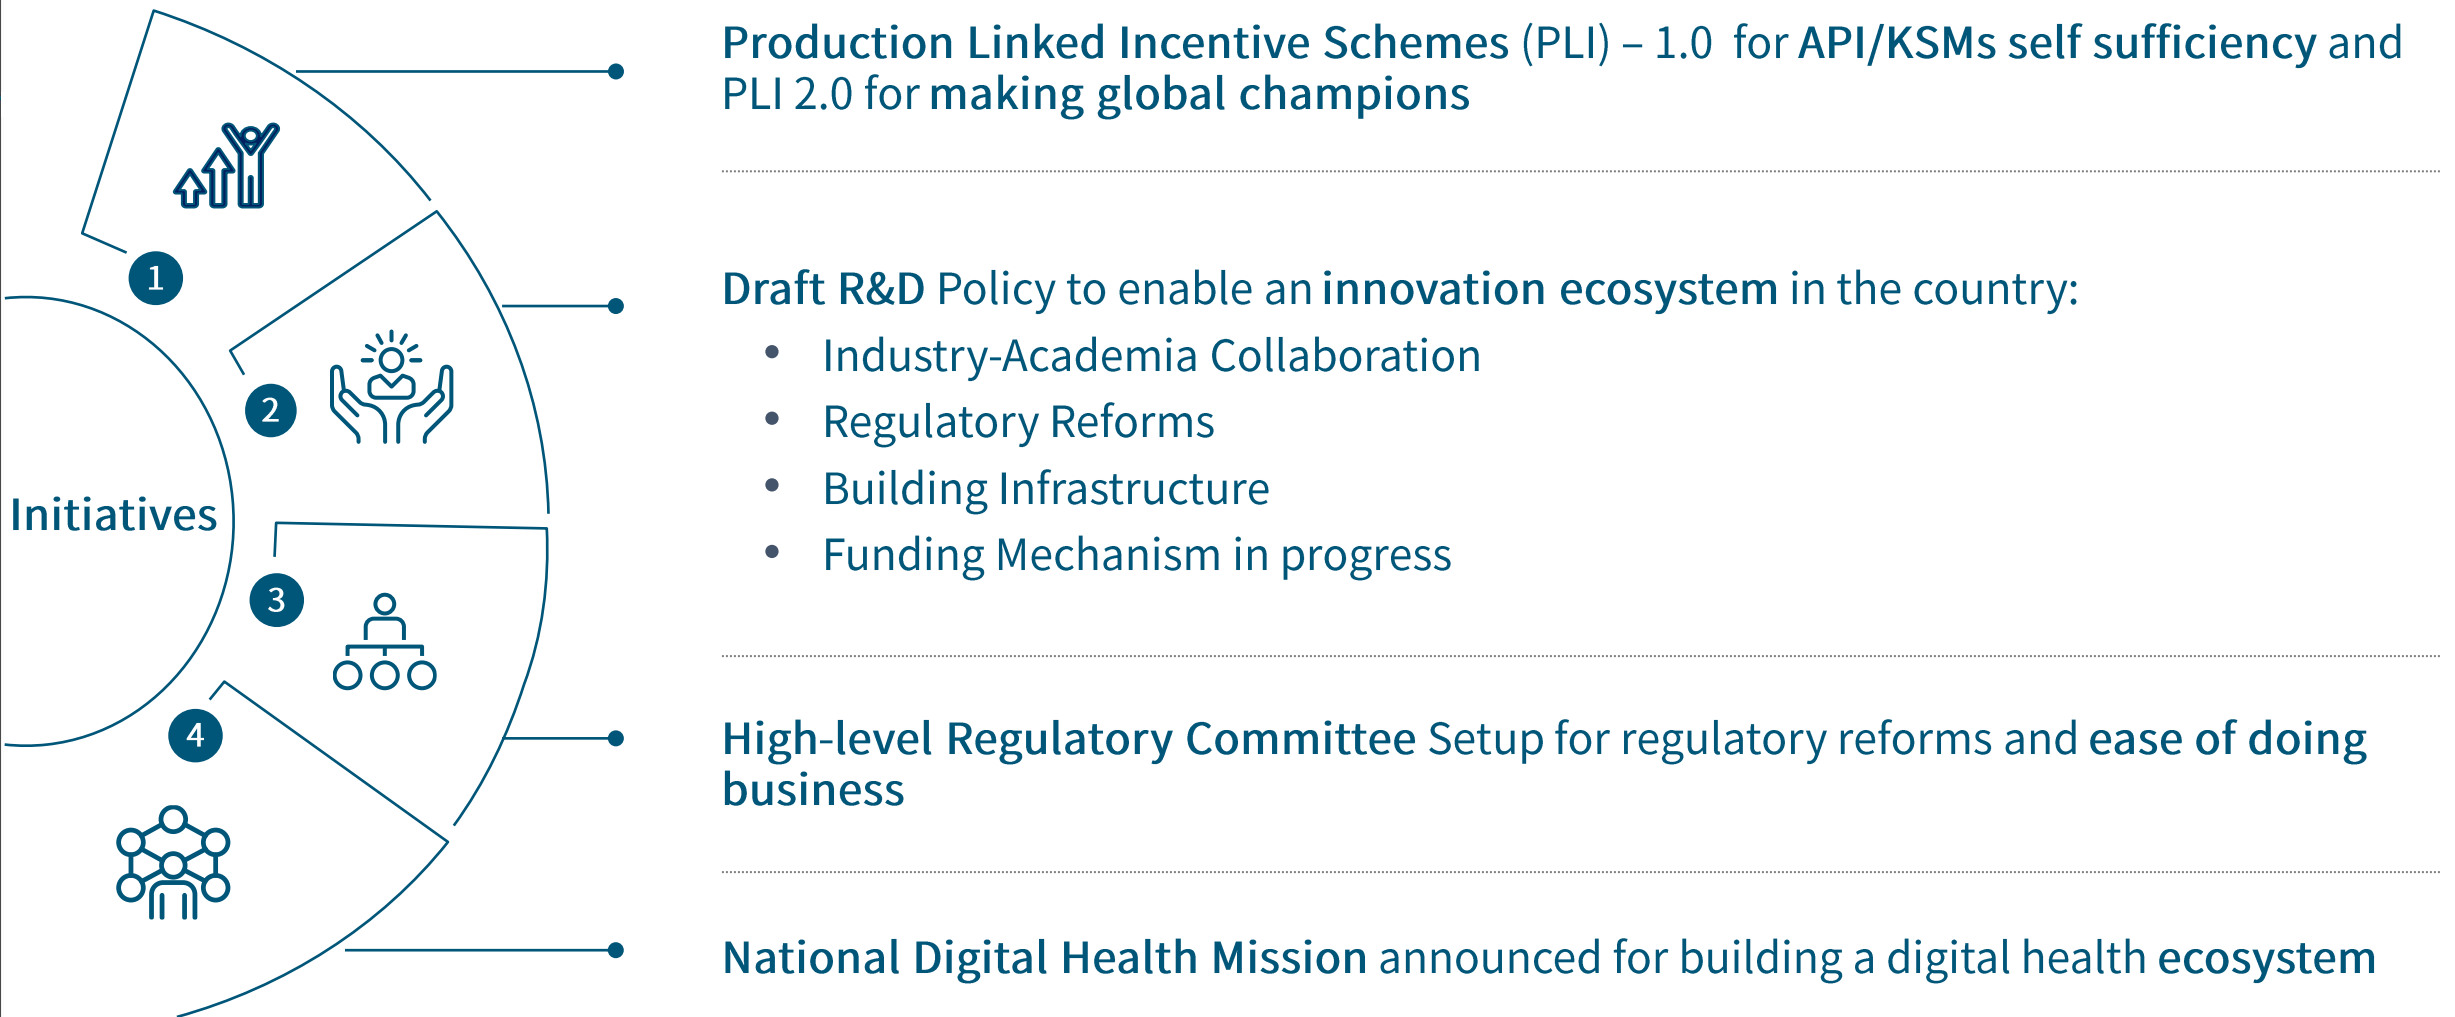 Initiatives
1
Production Linked Incentive Schemes (PLI) – 1.0 for API/KSMs self sufficiency and
PLI 2.0 for making global champions
2
Draft R&D Policy to enable an innovation ecosystem in the country:
• Industry-Academia Collaboration
• Regulatory Reforms
• Building Infrastructure
• Funding Mechanism in progress
3
High-level Regulatory Committee Setup for regulatory reforms and ease of doing
business
4
National Digital Health Mission announced for building a digital health ecosystem